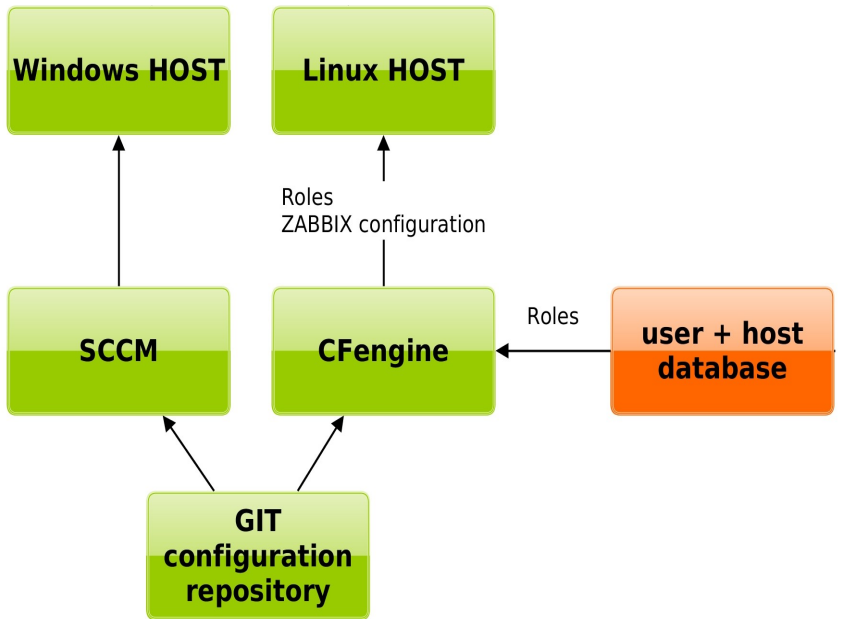 Windows HOST
Linux HOST
Roles
ZABBIX configuration
SCCM
CFengine
Roles
user + host
database
GIT
configuration
repository